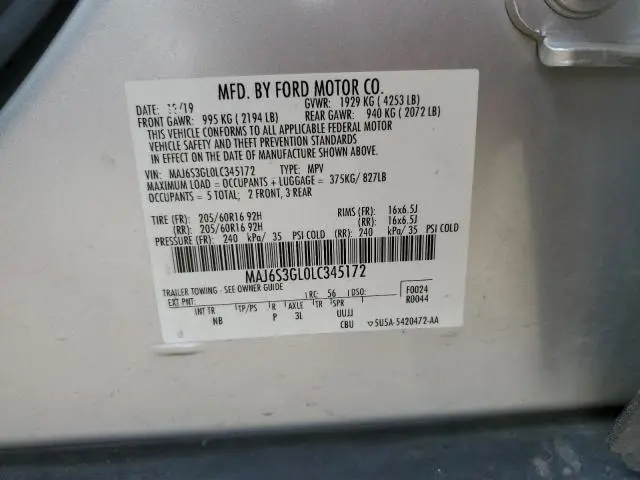 MFD. BY FORD MOTOR CO.
DATE: /19 GVWR: 1929 KG ( 4253 LB)
FRONT GAWR: 995 KG ( 2194 LB) REAR GAWR: 940 KG ( 2072 LB)
THIS VEHICLE CONFORMS TO ALL APPLICABLE FEDERAL MOTOR
VEHICLE SAFETY AND THEFT PREVENTION STANDARDS
IN EFFECT ON THE DATE OF MANUFACTURE SHOWN ABOVE.
VIN: MAJ6S3GL0LC345172 TYPE: MPV
MAXIMUM LOAD = OCCUPANTS + LUGGAGE = 375KG/ 827LB
OCCUPANTS = 5 TOTAL; 2 FRONT, 3 REAR
TIRE (FR): 205/60R16 92H RIMS (FR): 16x6.5J
(RR): 205/60R16 92H (RR): 16x6.5J
PRESSURE (FR): 240 kPa/ 35 PSI COLD (RR): 240 kPa/ 35 PSI COLD
MAJ6S3GL0LC345172
TRAILER TOWING - SEE OWNER GUIDE
EXT PNT: RC: 56 DSO: F0024
R0044
INT TR TP/PS R AXLE TR SPR
NB P 3L UUJJ
CBU 5U5A-5420472-AA